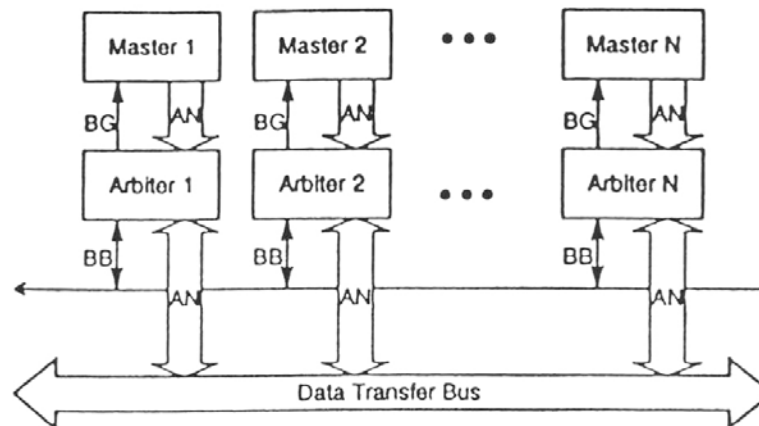 Master 1 Master 2 ••• Master N
BG AN BG AN BG AN
Arbiter 1 Arbiter 2 ••• Arbiter N
BB BB BB
AN AN AN
Data Transfer Bus